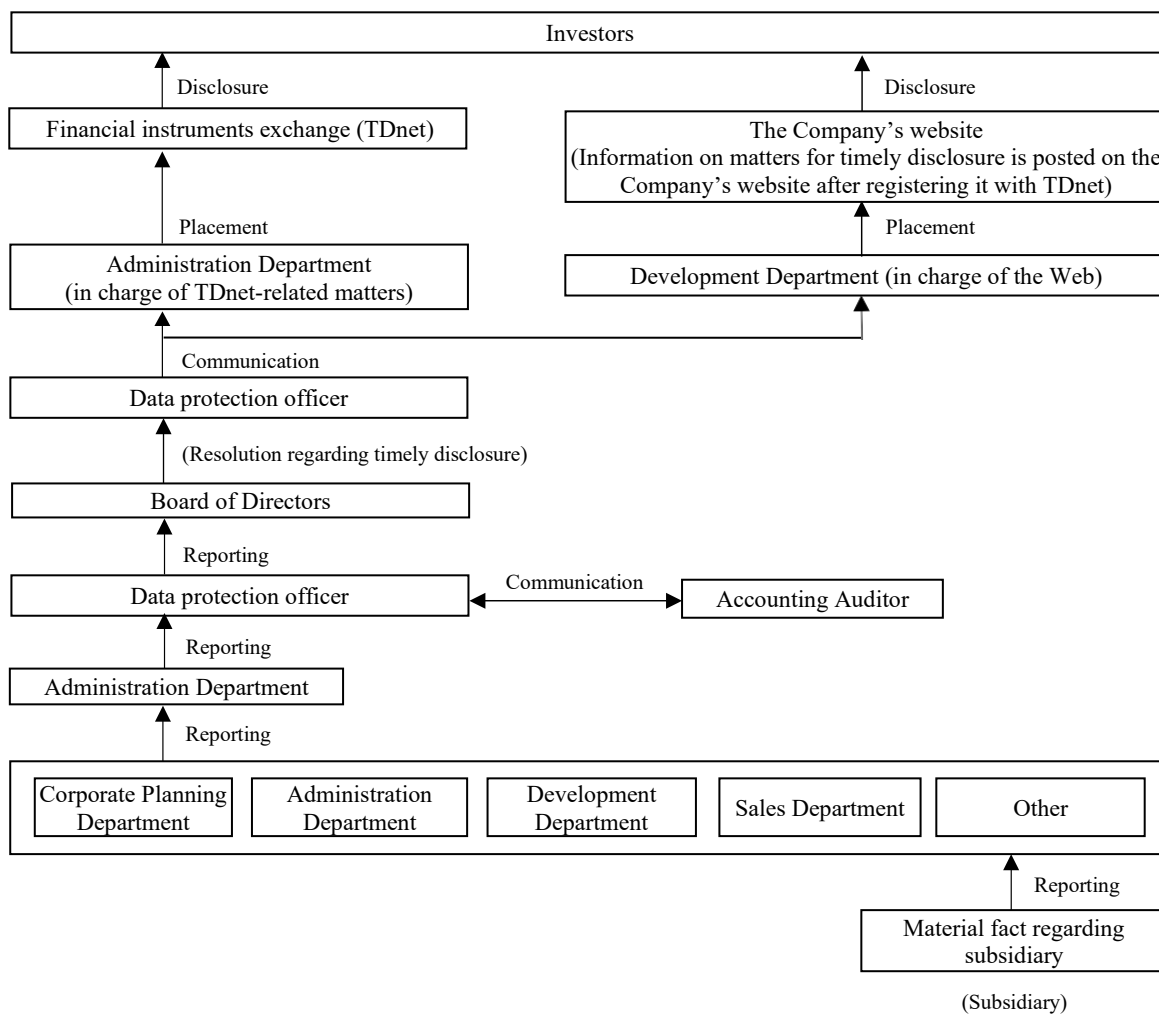 Investors
Disclosure
Disclosure
Financial instruments exchange (TDnet)
The Company’s website
(Information on matters for timely disclosure is posted on the
Company’s website after registering it with TDnet)
Placement
Placement
Administration Department
(in charge of TDnet-related matters)
Development Department (in charge of the Web)
Communication
Data protection officer
(Resolution regarding timely disclosure)
Board of Directors
Reporting
Data protection officer
Communication
Accounting Auditor
Reporting
Administration Department
Reporting
Corporate Planning
Department
Administration
Department
Development
Department
Sales Department
Other
Reporting
Material fact regarding
subsidiary
(Subsidiary)